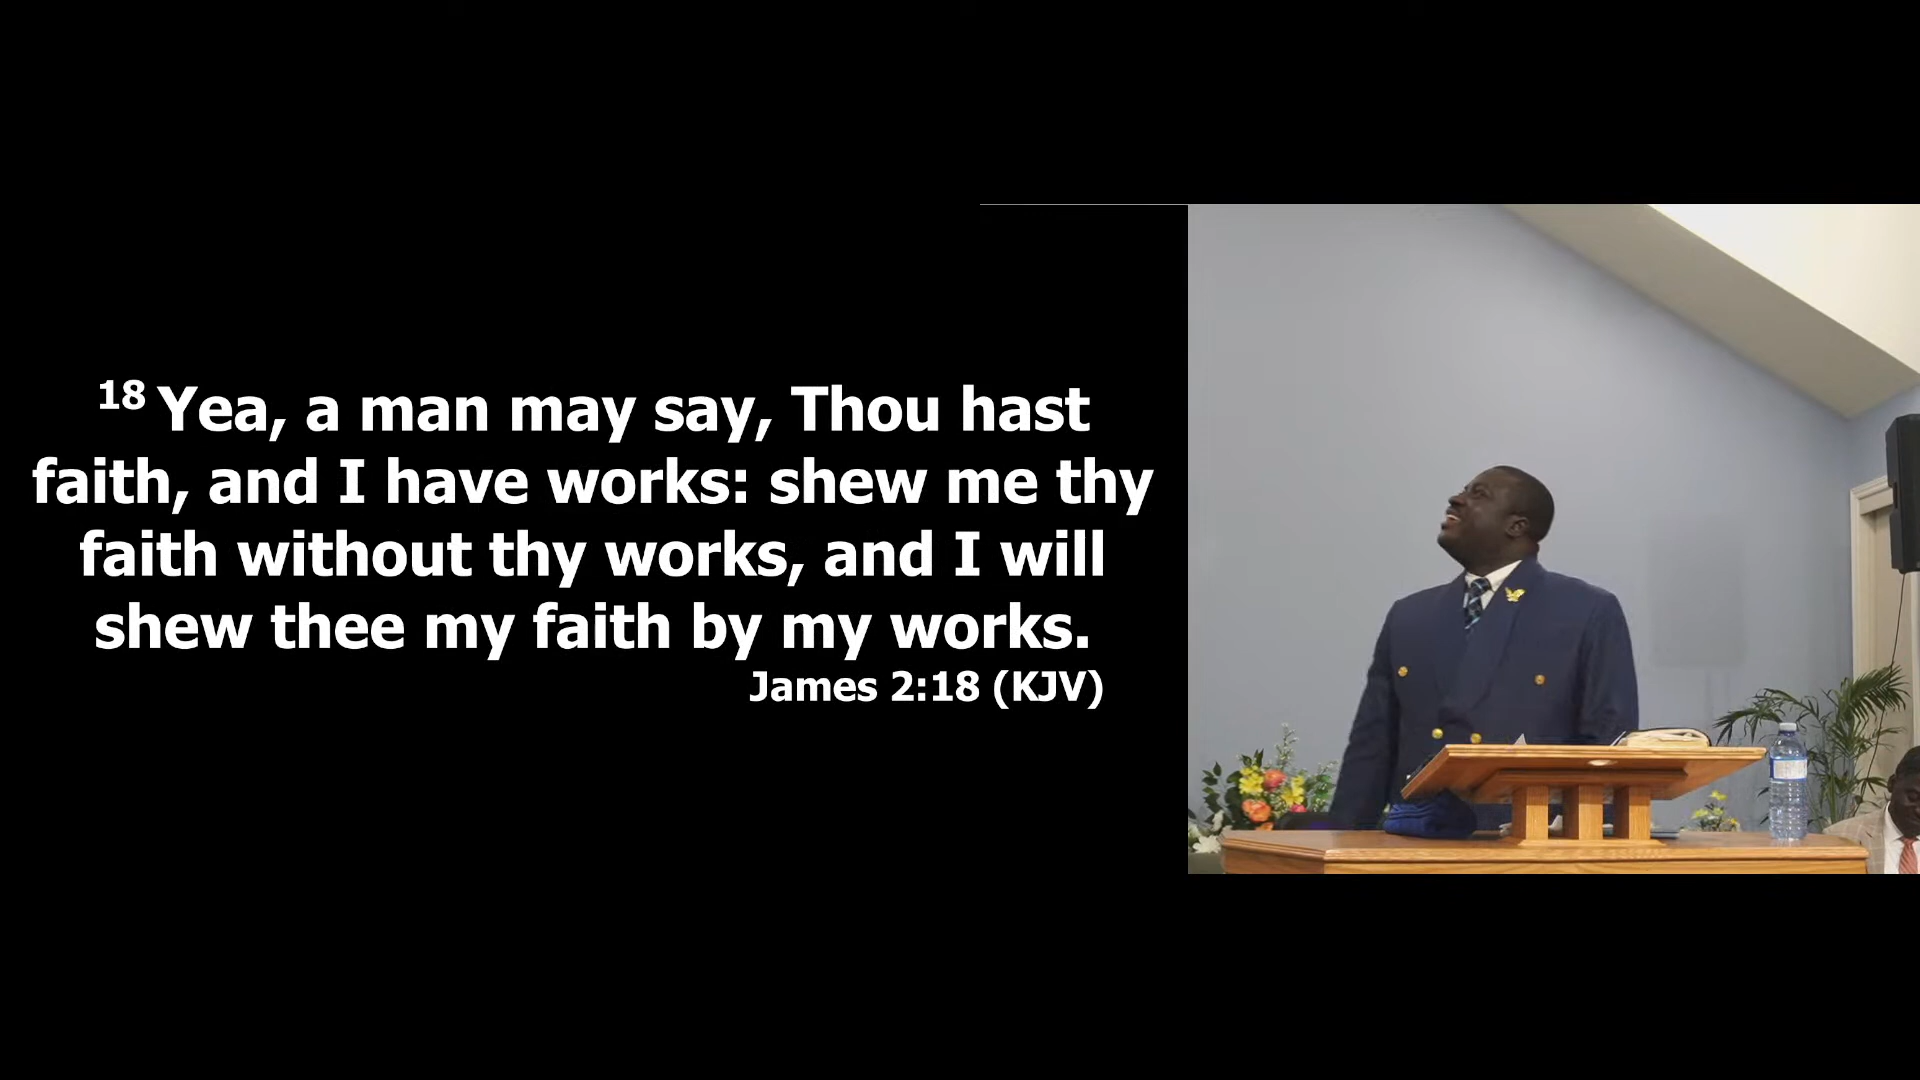 18 Yea, a man may say, Thou hast
faith, and I have works: shew me thy
faith without thy works, and I will
shew thee my faith by my works.
James 2:18 (KJV)